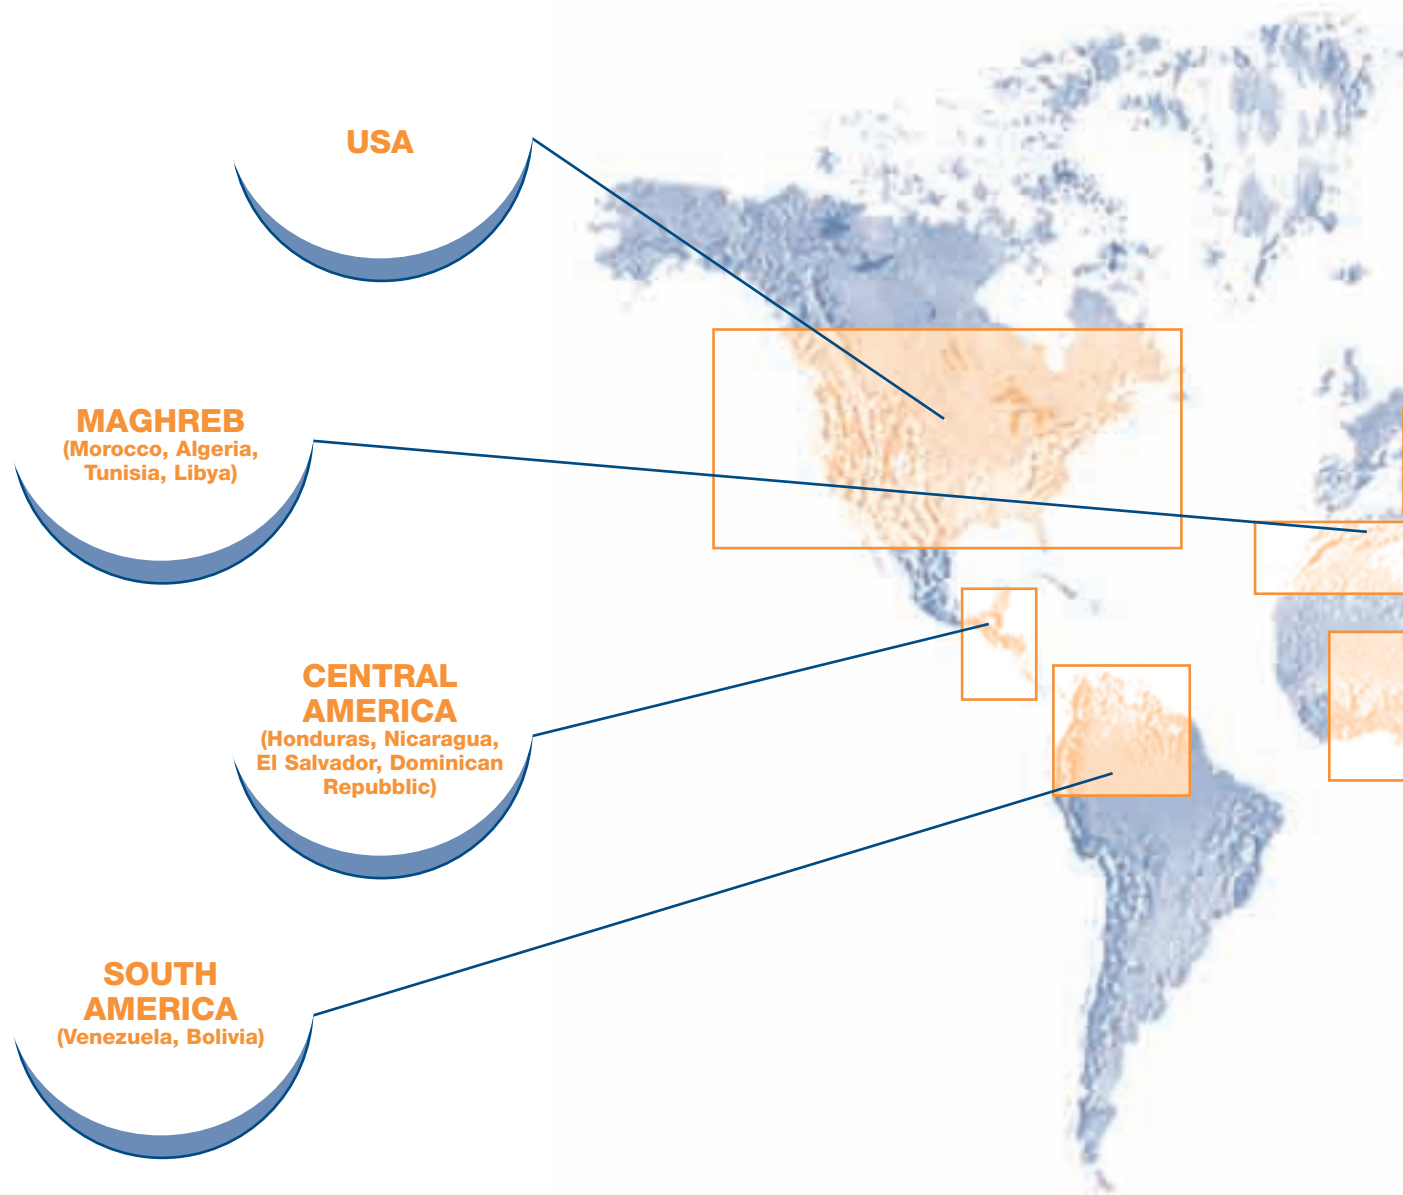 USA
MAGHREB
(Morocco, Algeria,
Tunisia, Libya)
CENTRAL
AMERICA
(Honduras, Nicaragua,
El Salvador, Dominican
Repubblic)
SOUTH
AMERICA
(Venezuela, Bolivia)